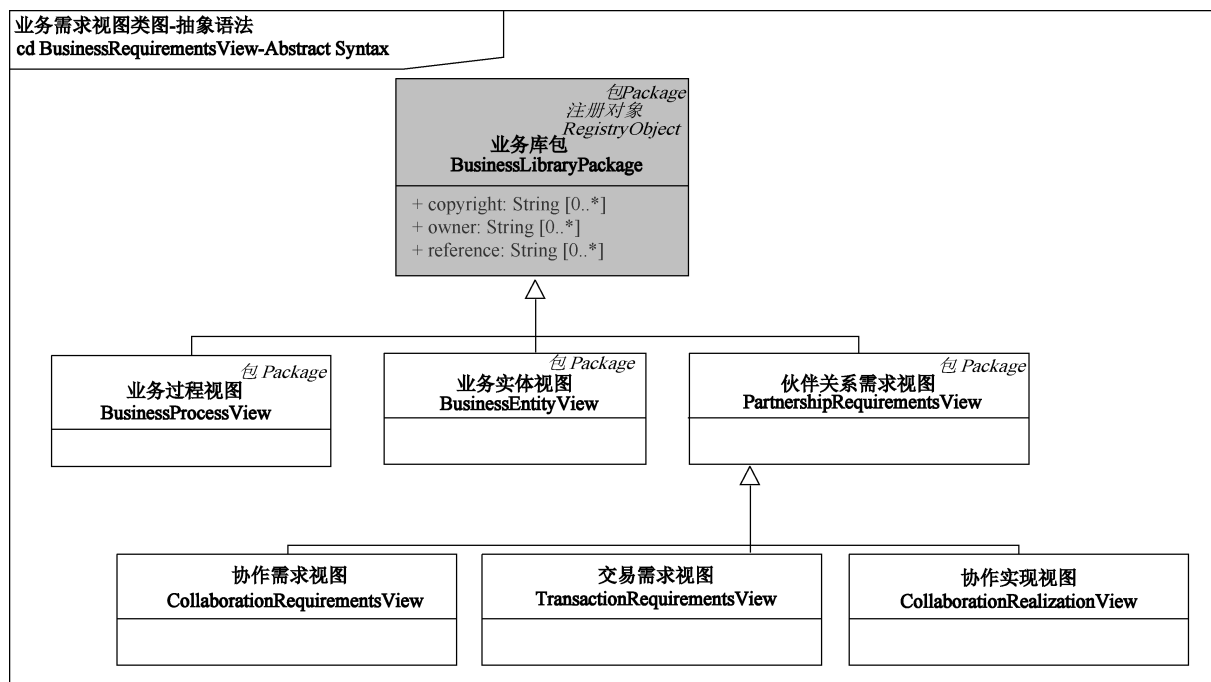 业务需求视图类图-抽象语法
cd BusinessRequirementsView-Abstract Syntax
包Package
注册对象
RegistryObject
业务库包
BusinessLibraryPackage
+ copyright: String [0..*]
+ owner: String [0..*]
+ reference: String [0..*]
包 Package
业务过程视图
BusinessProcessView
包 Package
业务实体视图
BusinessEntityView
包 Package
伙伴关系需求视图
PartnershipRequirementsView
协作需求视图
CollaborationRequirementsView
交易需求视图
TransactionRequirementsView
协作实现视图
CollaborationRealizationView